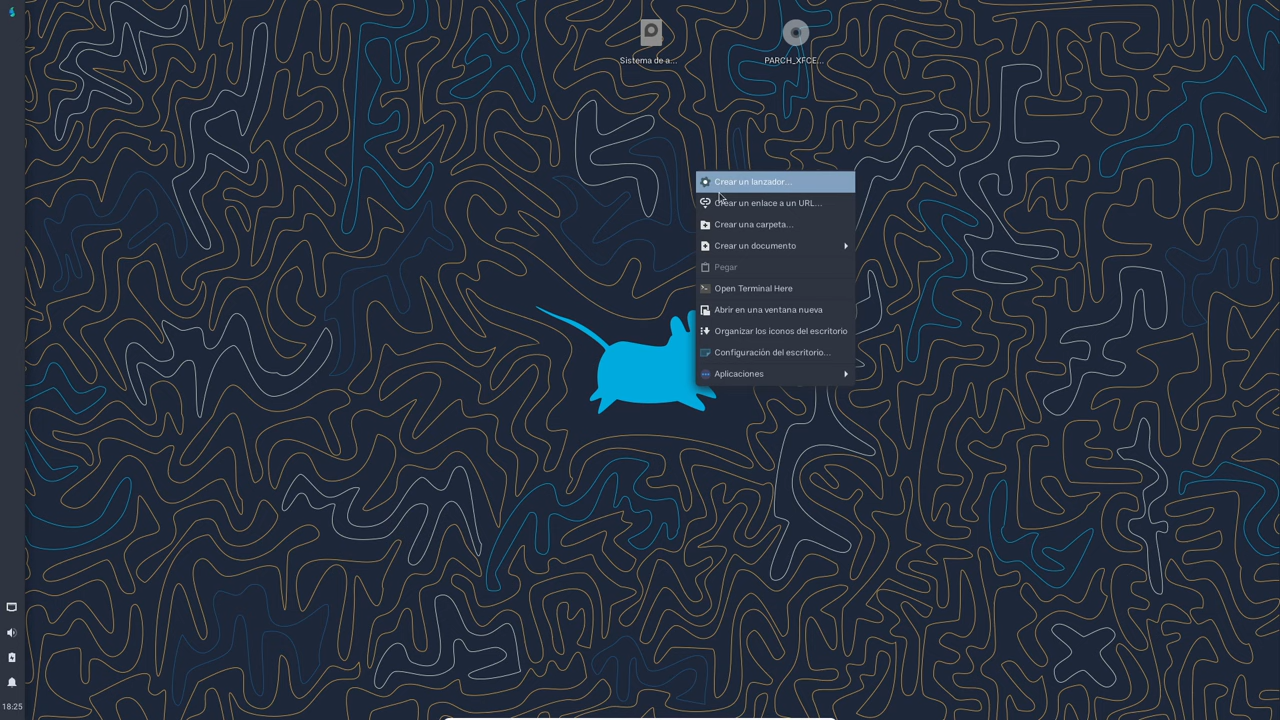 Sistema de a...
PARCH_XFCE...
Crear un lanzador...
Crear un enlace a un URL...
Crear una carpeta...
Crear un documento
Pegar
Open Terminal Here
Abrir en una ventana nueva
Organizar los iconos del escritorio
Configuración del escritorio...
Aplicaciones
18:25